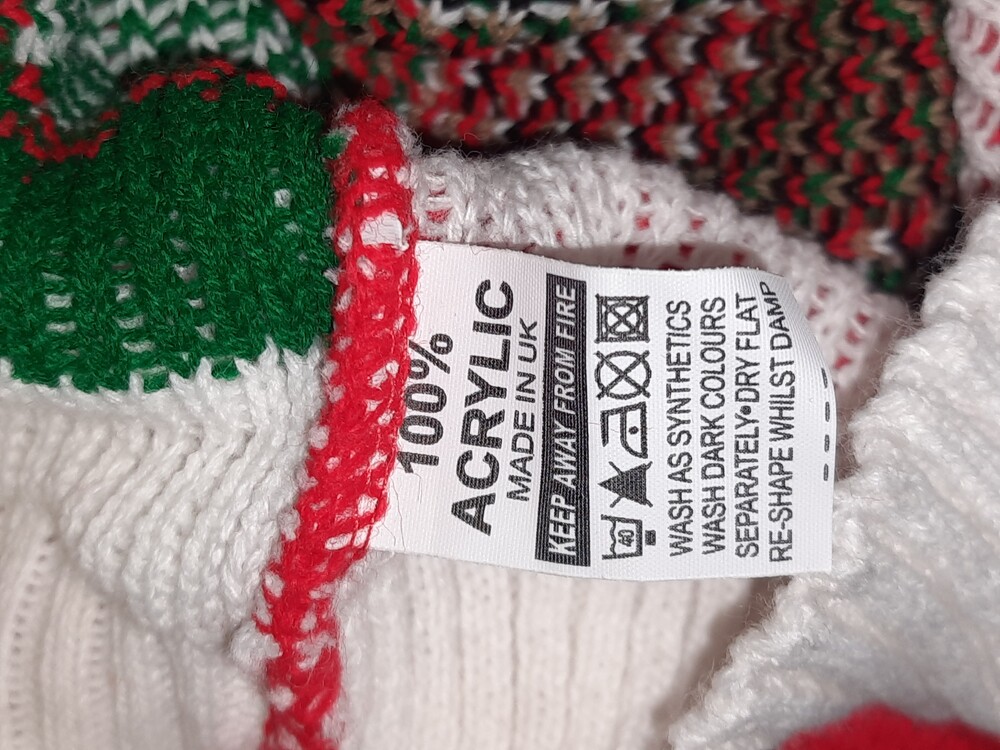 100%
ACRYLIC
MADE IN UK
KEEP AWAY FROM FIRE
40
WASH AS SYNTHETICS
WASH DARK COLOURS
SEPARATELY•DRY FLAT
RE-SHAPE WHILST DAMP